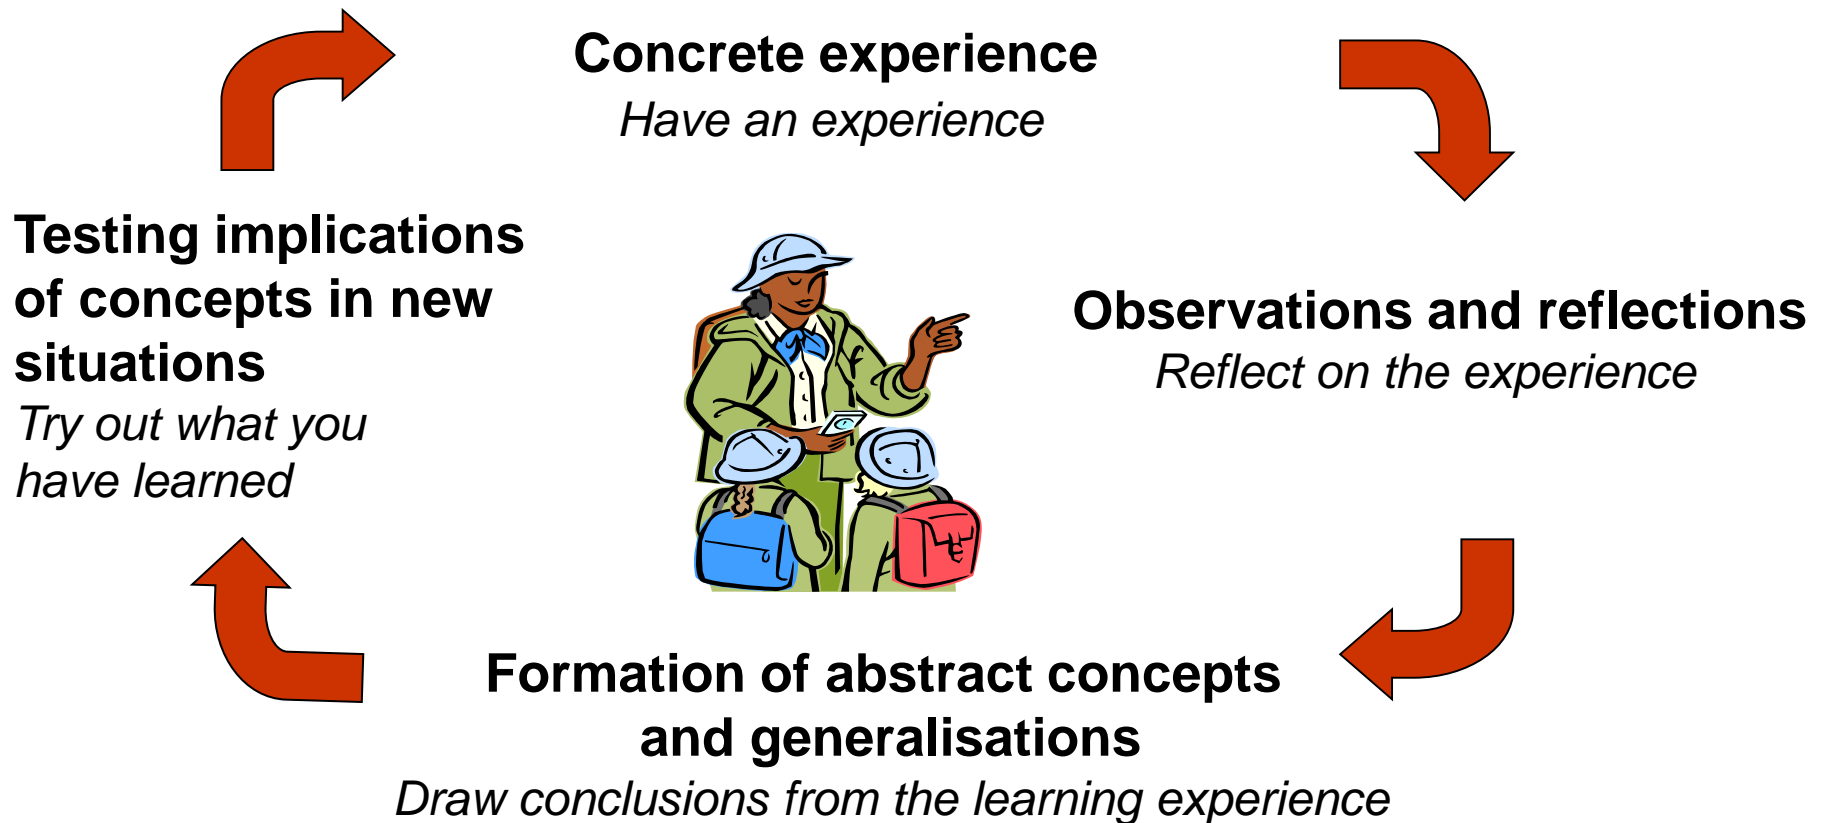 Concrete experience
Have an experience
Observations and reflections
Reflect on the experience
Formation of abstract concepts
and generalisations
Draw conclusions from the learning experience
Testing implications
of concepts in new
situations
Try out what you
have learned